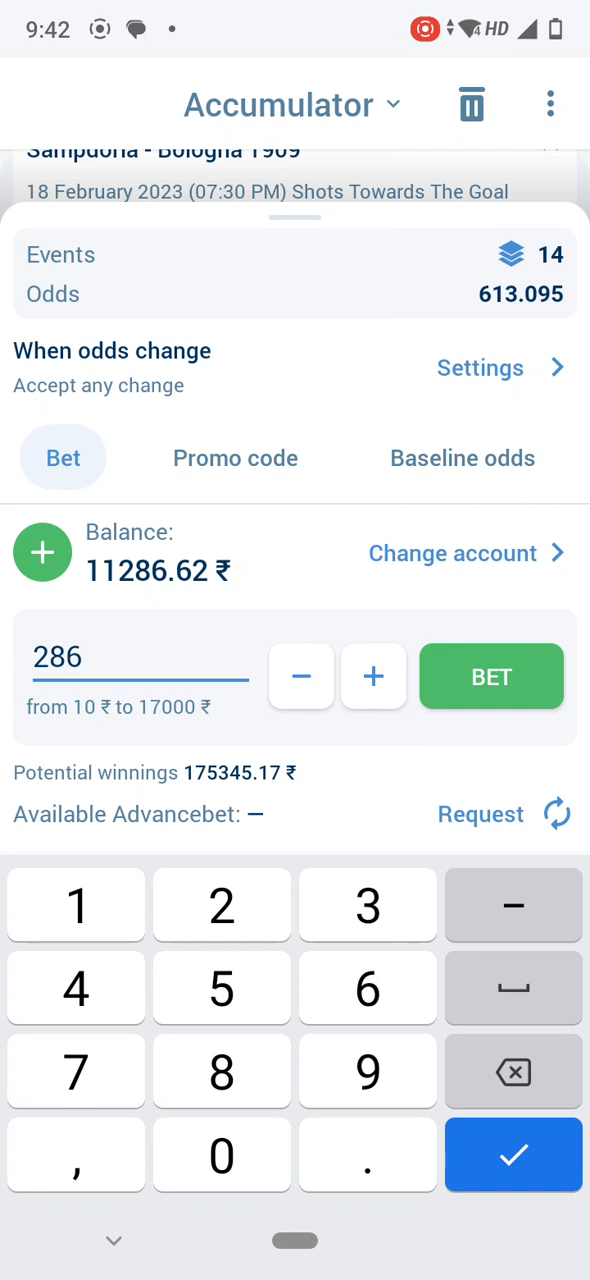 9:42
4 HD
Accumulator
Sampdoria - Bologna 1909
18 February 2023 (07:30 PM) Shots Towards The Goal
Events 14
Odds 613.095
When odds change
Accept any change
Settings
Bet Promo code Baseline odds
Balance:
11286.62 ₹
Change account
286
BET
from 10 ₹ to 17000 ₹
Potential winnings 175345.17 ₹
Available Advancebet: –
Request
1 2 3 –
4 5 6
7 8 9
, 0 .